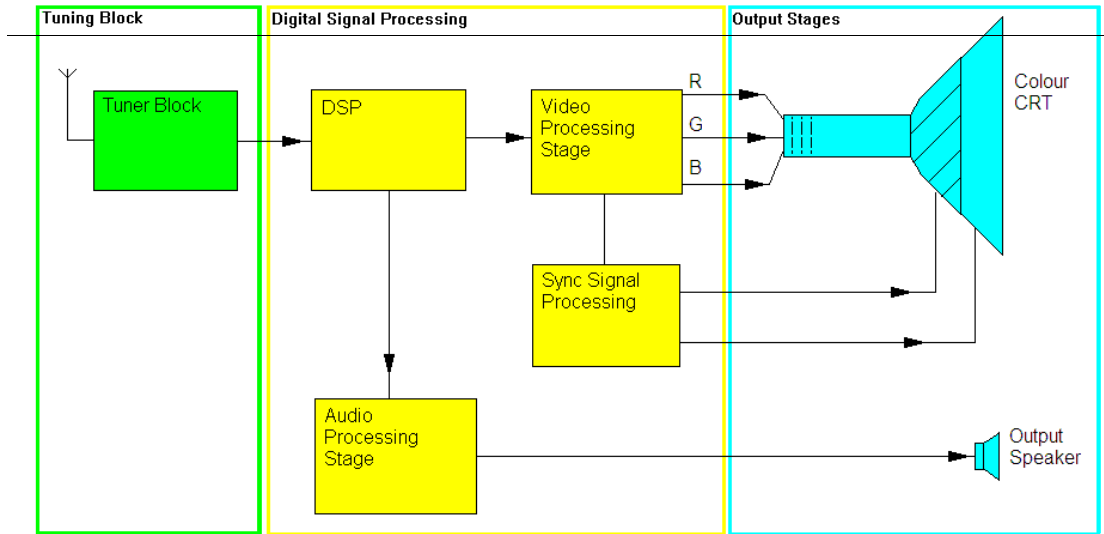 Tuning Block
Digital Signal Processing
Output Stages
Tuner Block
DSP
Video
Processing
Stage
R
G
B
Colour
CRT
Sync Signal
Processing
Audio
Processing
Stage
Output
Speaker